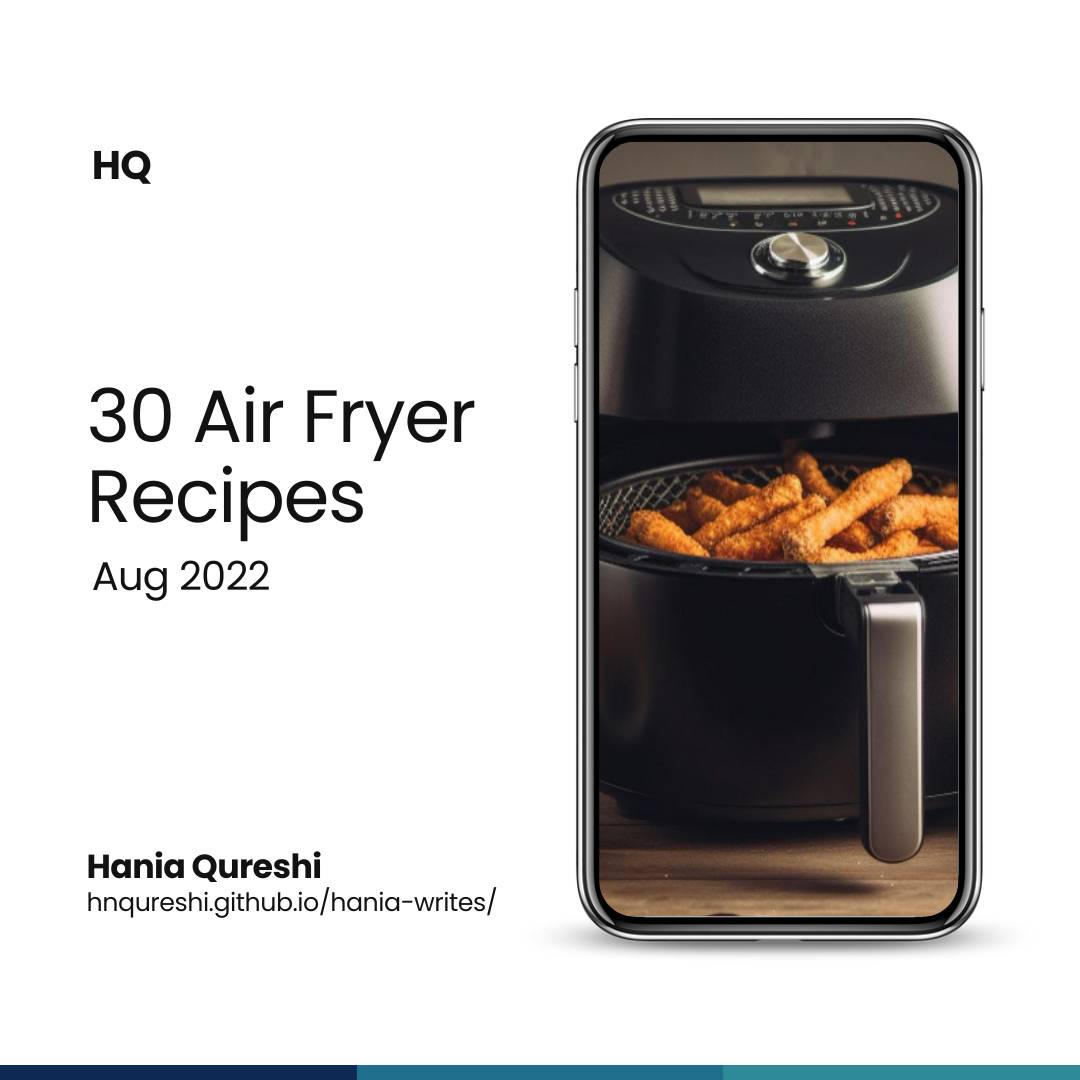 HQ
30 Air Fryer
Recipes
Aug 2022
Hania Qureshi
hnqureshi.github.io/hania-writes/